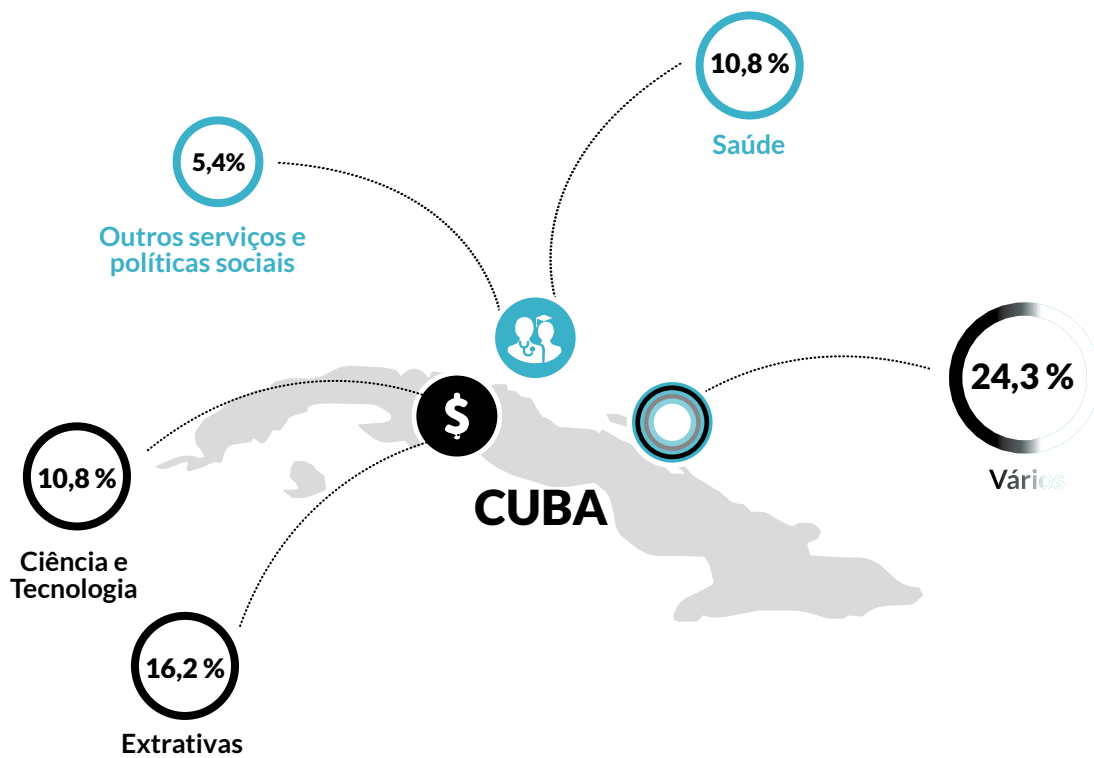 10,8 %
Saúde
5,4%
Outros serviços e
políticas sociais
$
24,3 %
Vários
10,8 %
Ciência e
Tecnologia
CUBA
16,2 %
Extrativas